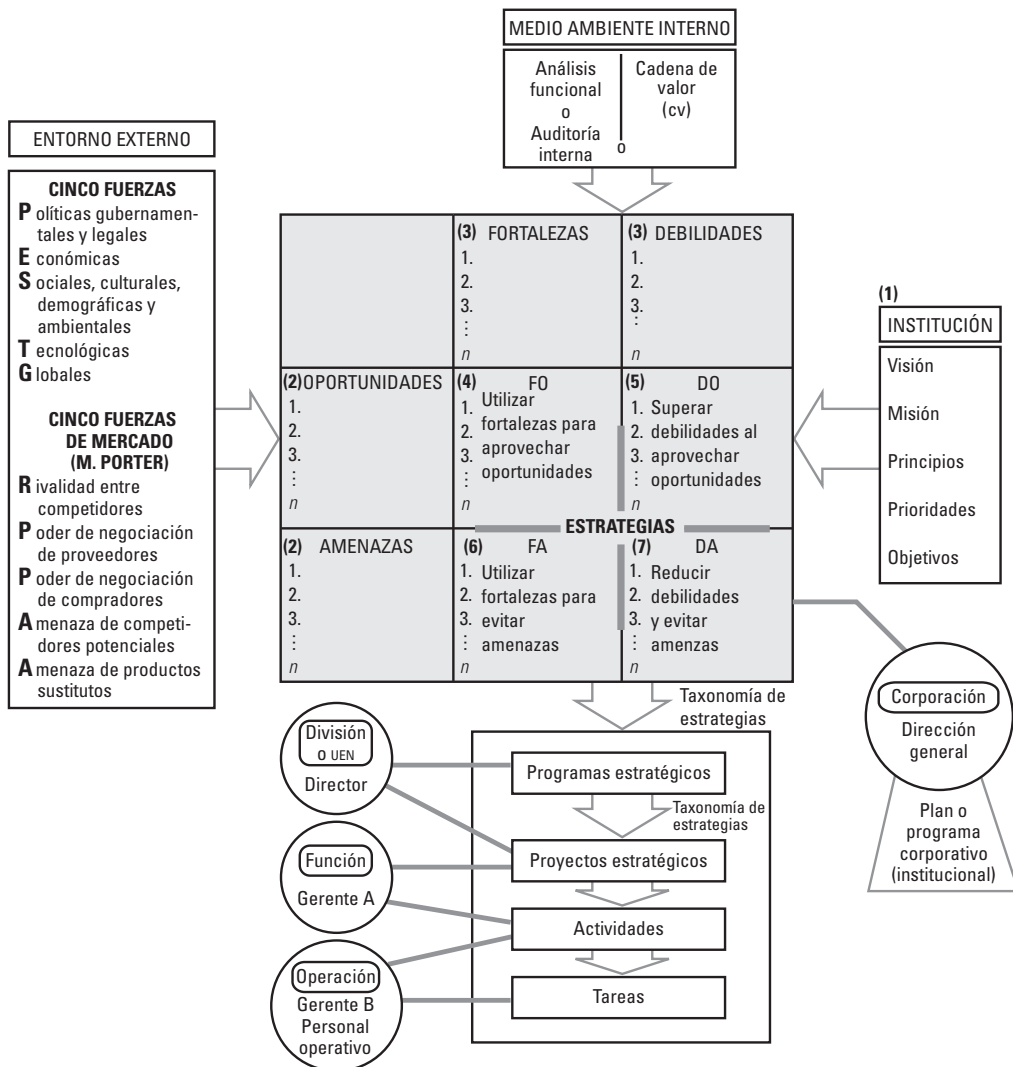 MEDIO AMBIENTE INTERNO
Análisis
funcional
o
Auditoría
interna
o
Cadena de
valor
(cv)
ENTORNO EXTERNO
CINCO FUERZAS
Políticas gubernamen-
tales y legales
Económicas
Sociales, culturales,
demográficas y
ambientales
Tecnológicas
Globales
CINCO FUERZAS
DE MERCADO
(M. PORTER)
Rivalidad entre
competidores
Poder de negociación
de proveedores
Poder de negociación
de compradores
Amenaza de competi-
dores potenciales
Amenaza de productos
sustitutos
(3) FORTALEZAS
1.
2.
3.
⋮
n
(3) DEBILIDADES
1.
2.
3.
⋮
n
(2) OPORTUNIDADES
1.
2.
3.
⋮
n
(4) FO
1. Utilizar
2. fortalezas para
3. aprovechar
⋮ oportunidades
n
(5) DO
1. Superar
2. debilidades al
3. aprovechar
⋮ oportunidades
n
ESTRATEGIAS
(2) AMENAZAS
1.
2.
3.
⋮
n
(6) FA
1. Utilizar
2. fortalezas para
3. evitar
⋮ amenazas
n
(7) DA
1. Reducir
2. debilidades
3. y evitar
⋮ amenzas
n
(1)
INSTITUCIÓN
Visión
Misión
Principios
Prioridades
Objetivos
Corporación
Dirección
general
Plan o
programa
corporativo
(institucional)
Taxonomía de
estrategias
División
o UEN
Director
Programas estratégicos
Taxonomía de
estrategias
Función
Gerente A
Proyectos estratégicos
Actividades
Operación
Gerente B
Personal
operativo
Tareas